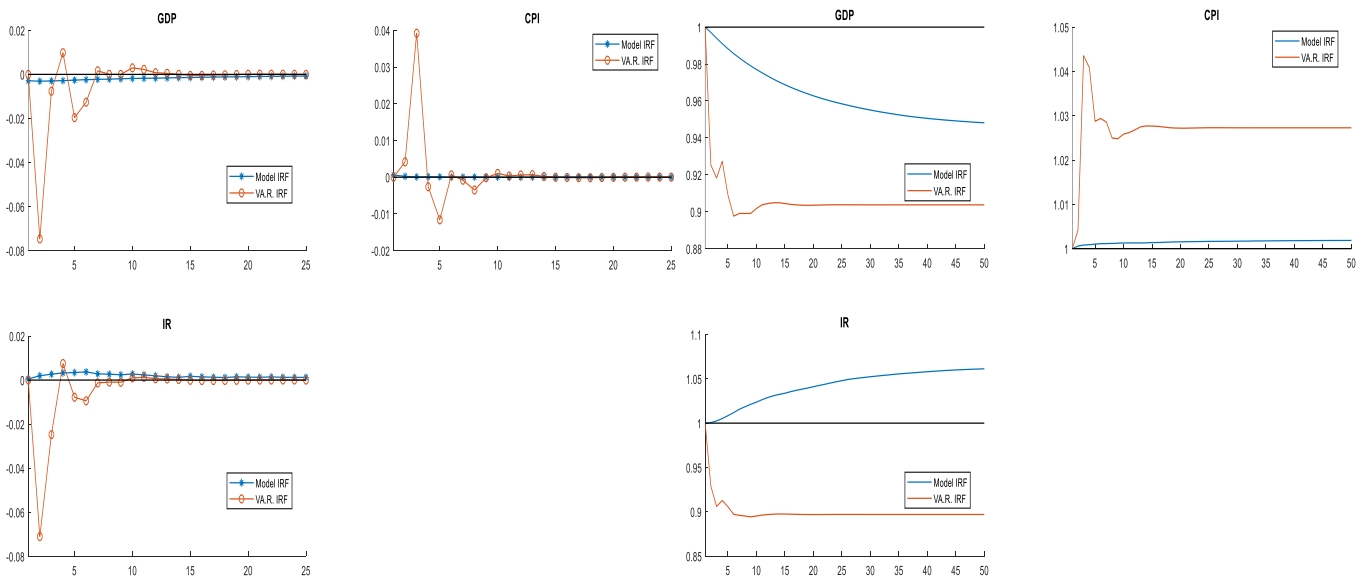 GDP
0.02
0
-0.02
-0.04
-0.06
-0.08
5 10 15 20 25
Model IRF
VA.R. IRF
CPI
0.04
0.03
0.02
0.01
0
-0.01
-0.02
5 10 15 20 25
Model IRF
VA.R. IRF
GDP
1
0.98
0.96
0.94
0.92
0.9
0.88
5 10 15 20 25 30 35 40 45 50
Model IRF
VA.R. IRF
CPI
1.05
1.04
1.03
1.02
1.01
1
5 10 15 20 25 30 35 40 45 50
Model IRF
VA.R. IRF
IR
0.02
0
-0.02
-0.04
-0.06
-0.08
5 10 15 20 25
Model IRF
VA.R. IRF
IR
1.1
1.05
1
0.95
0.9
0.85
5 10 15 20 25 30 35 40 45 50
Model IRF
VA.R. IRF